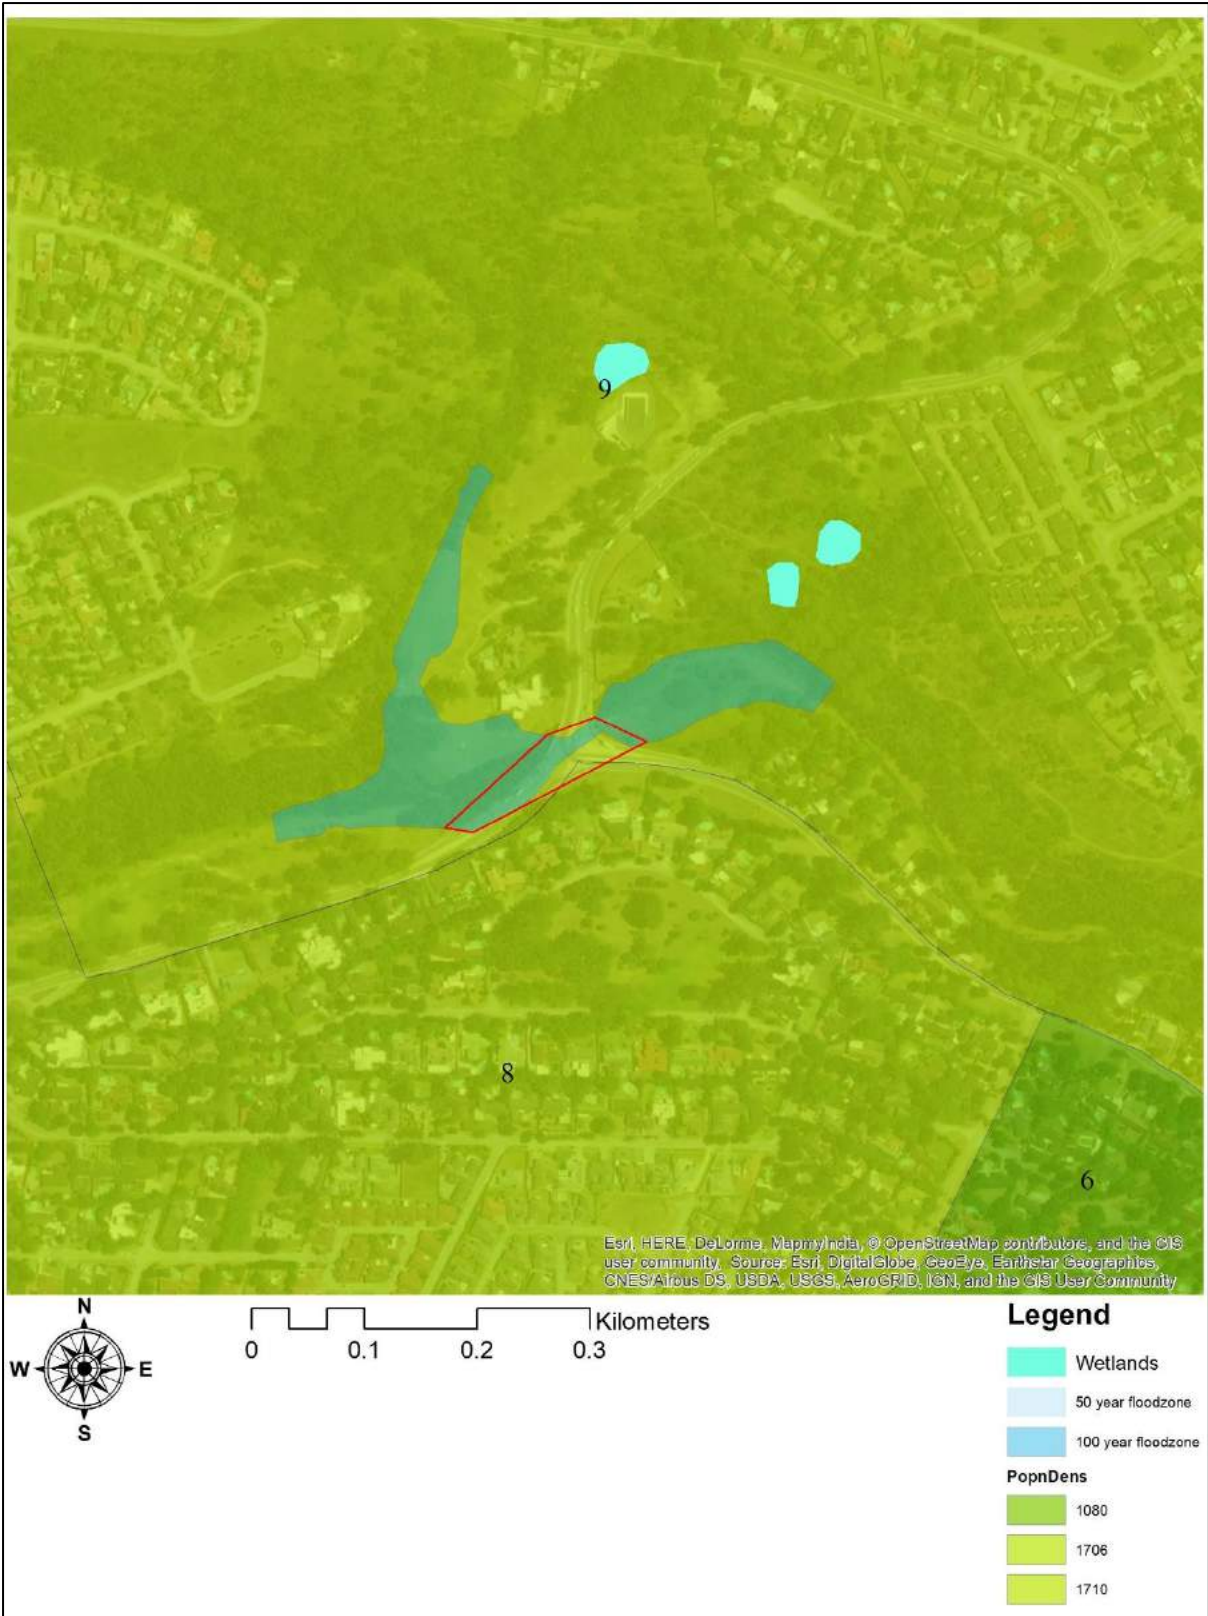 9
8
6
Esri, HERE, DeLorme, MapmyIndia, © OpenStreetMap contributors, and the GIS
user community, Source: Esri, DigitalGlobe, GeoEye, Earthstar Geographics,
CNES/Airbus DS, USDA, USGS, AeroGRID, IGN, and the GIS User Community
N
W E
S
Kilometers
0 0.1 0.2 0.3
Legend
Wetlands
50 year floodzone
100 year floodzone
PopnDens
1080
1706
1710